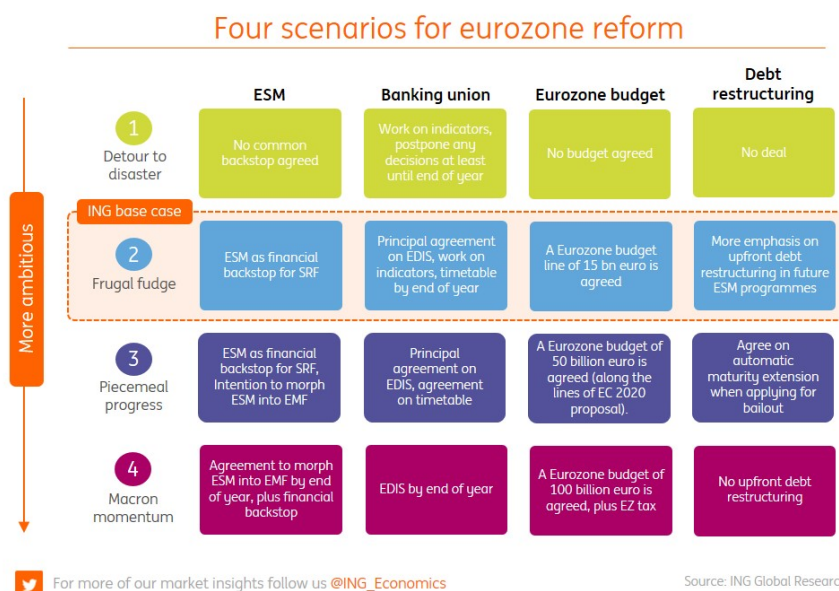 Four scenarios for eurozone reform
ESM
Banking union
Eurozone budget
Debt
restructuring
More ambitious
1
Detour to
disaster
No common
backstop agreed
Work on indicators,
postpone any
decisions at least
until end of year
No budget agreed
No deal
ING base case
2
Frugal fudge
ESM as financial
backstop for SRF
Principal agreement
on EDIS, work on
indicators, timetable
by end of year
A Eurozone budget
line of 15 bn euro is
agreed
More emphasis on
upfront debt
restructuring in future
ESM programmes
3
Piecemeal
progress
ESM as financial
backstop for SRF,
Intention to morph
ESM into EMF
Principal
agreement on
EDIS, agreement
on timetable
A Eurozone budget of
50 billion euro is
agreed (along the
lines of EC 2020
proposal).
Agree on
automatic
maturity extension
when applying for
bailout
4
Macron
momentum
Agreement to morph
ESM into EMF by end
of year, plus financial
backstop
EDIS by end of year
A Eurozone budget of
100 billion euro is
agreed, plus EZ tax
No upfront debt
restructuring
For more of our market insights follow us @ING_Economics
Source: ING Global Research